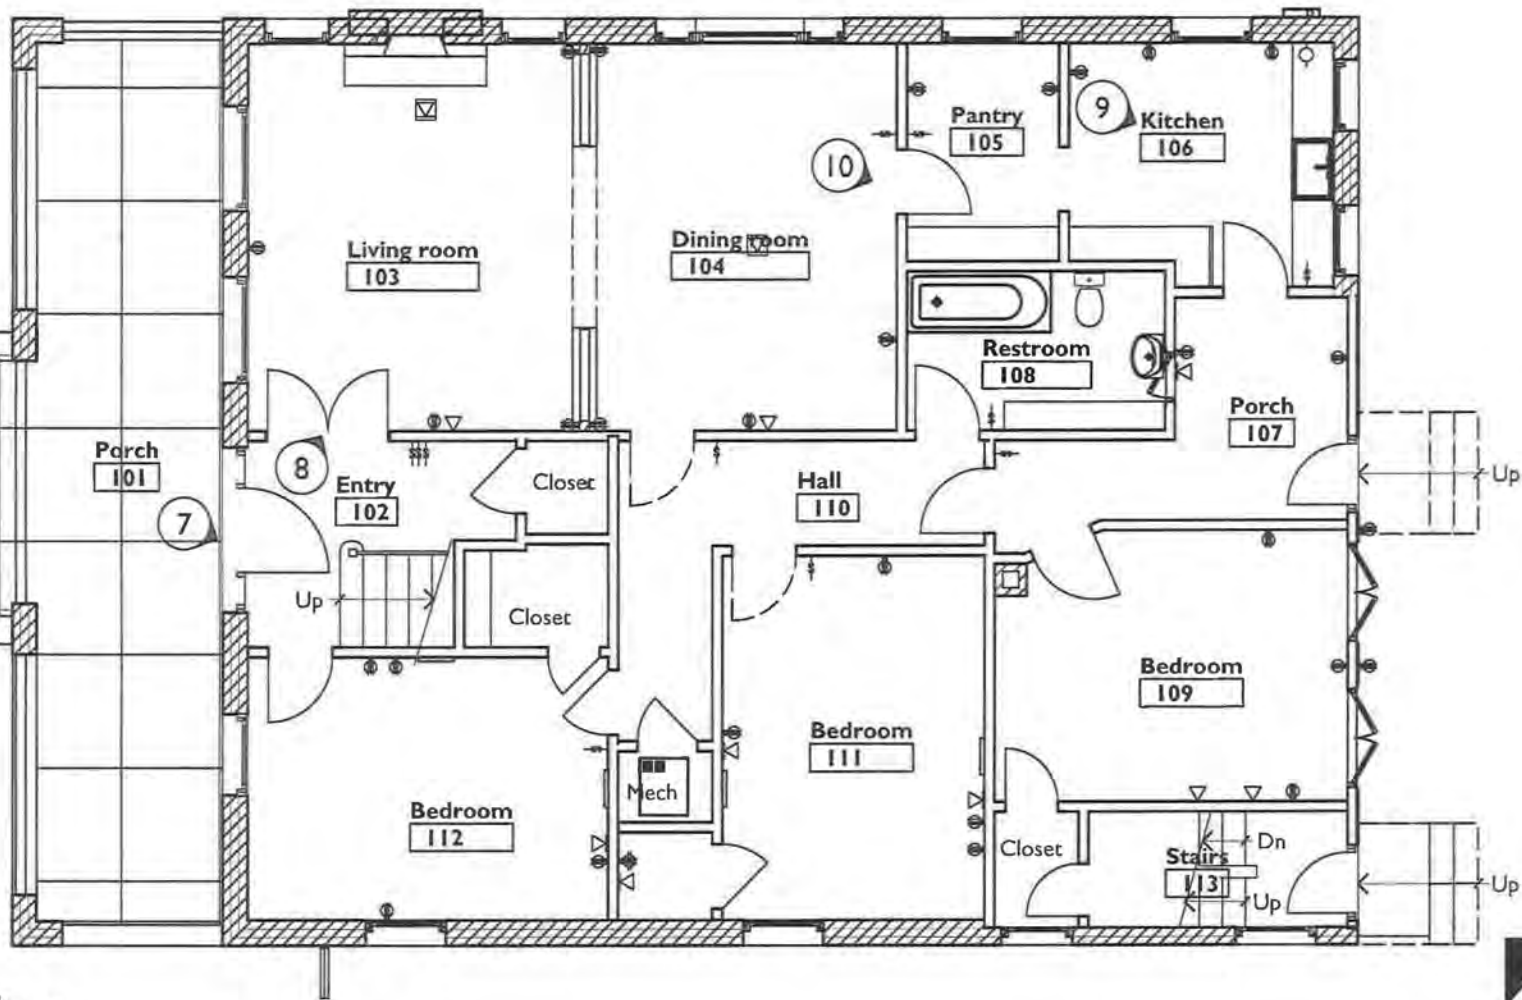 Pantry
105
9
Kitchen
106
10
Living room
103
Dining room
104
Restroom
108
Porch
107
Porch
101
8
Entry
102
7
Closet
Hall
110
Up
Up
Closet
Bedroom
109
Bedroom
111
Bedroom
112
Mech
Closet
Stairs
113
Dn
Up
Up